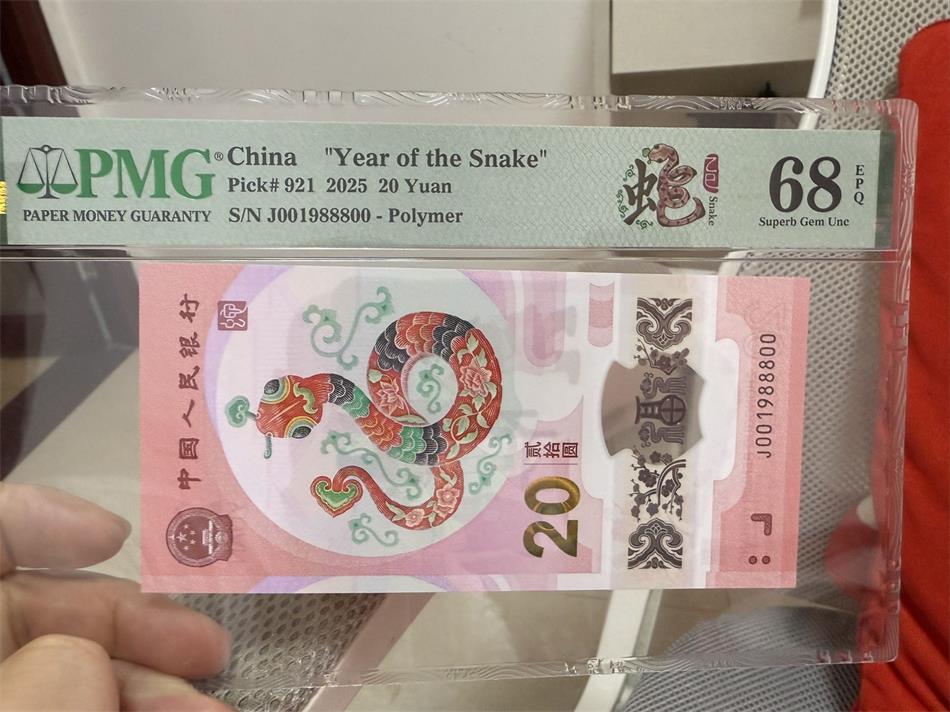 PMG®
PAPER MONEY GUARANTY
China "Year of the Snake"
Pick# 921 2025 20 Yuan
S/N J001988800 - Polymer
蛇
Snake
68
EPQ
Superb Gem Unc
中国人民银行
贰拾圆
20
J001988800